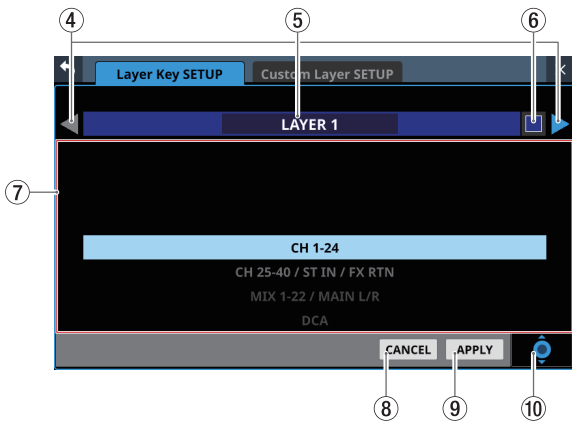 ④ ⑤ ⑥
Layer Key SETUP Custom Layer SETUP ×
LAYER 1
⑦
CH 1-24
CH 25-40 / ST IN / FX RTN
MIX 1-22 / MAIN L/R
DCA
CANCEL APPLY
⑧ ⑨ ⑩